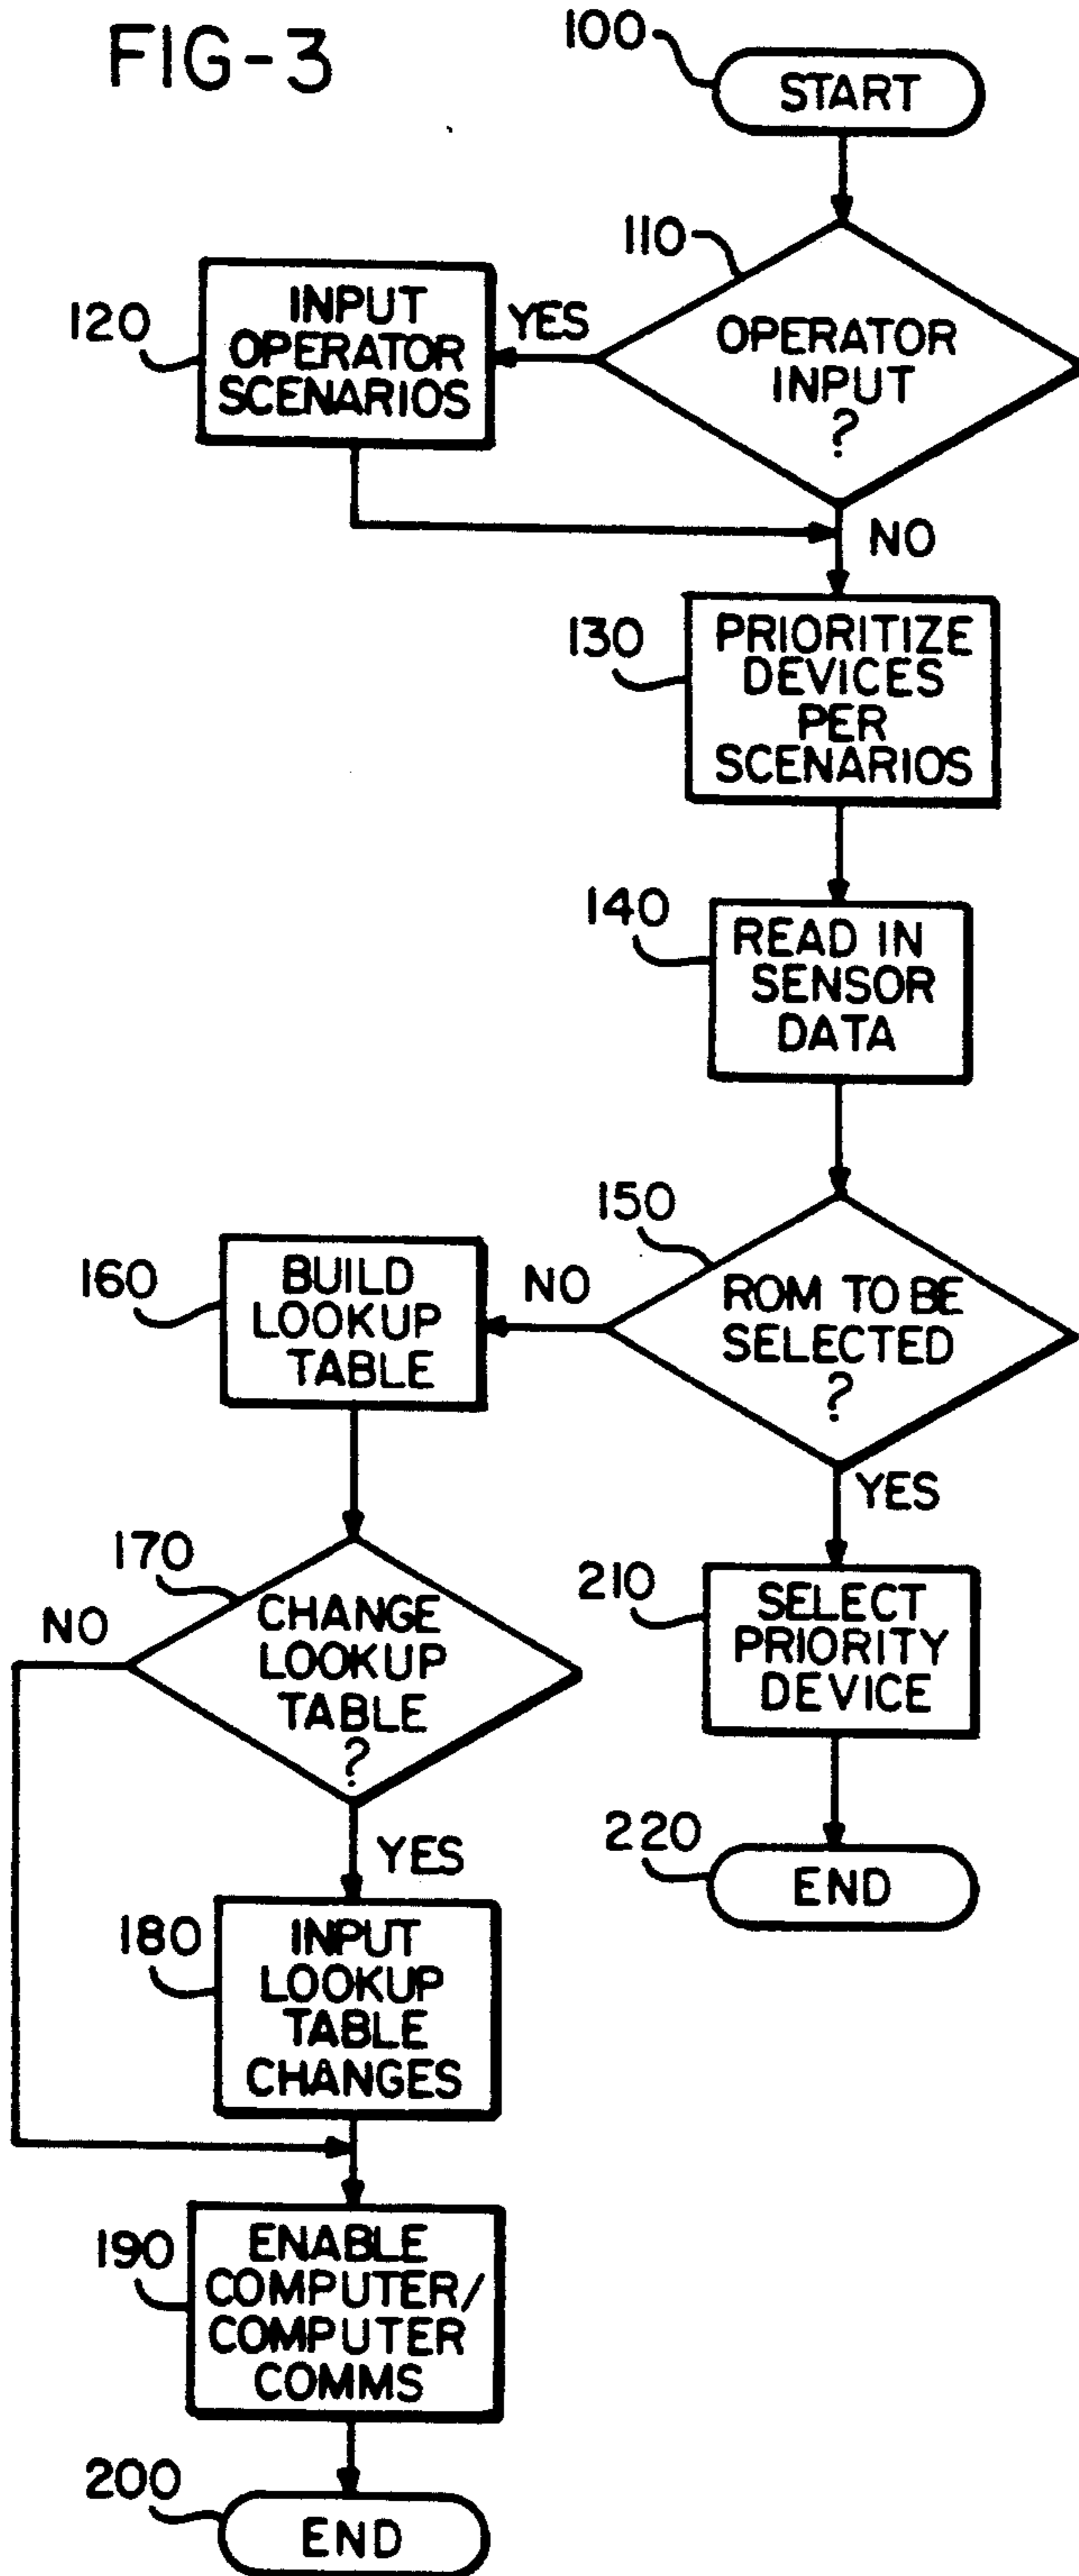 FIG-3
100
START
110
OPERATOR
INPUT
?
YES
120
INPUT
OPERATOR
SCENARIOS
NO
130
PRIORITIZE
DEVICES
PER
SCENARIOS
140
READ IN
SENSOR
DATA
150
ROM TO BE
SELECTED
?
NO
160
BUILD
LOOKUP
TABLE
YES
170
CHANGE
LOOKUP
TABLE
?
NO
210
SELECT
PRIORITY
DEVICE
YES
220
END
180
INPUT
LOOKUP
TABLE
CHANGES
190
ENABLE
COMPUTER/
COMPUTER
COMMS
200
END